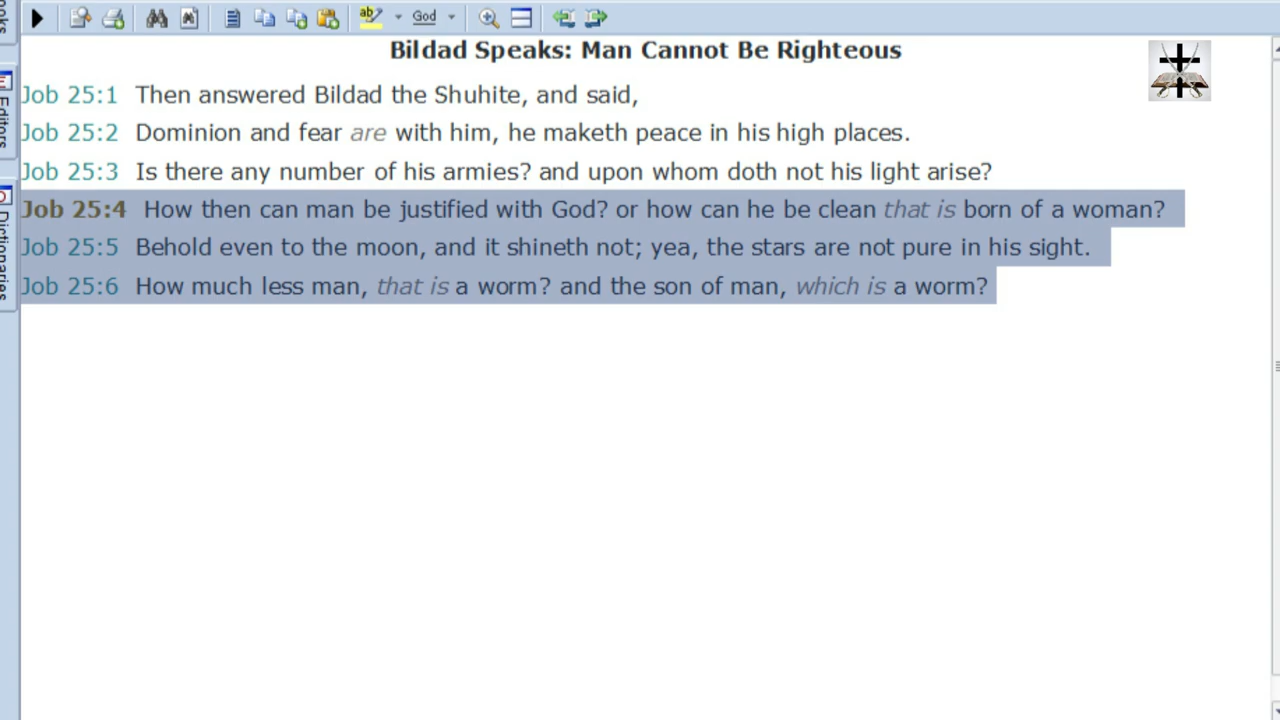 ab
God
Bildad Speaks: Man Cannot Be Righteous
Job 25:1 Then answered Bildad the Shuhite, and said,
Job 25:2 Dominion and fear are with him, he maketh peace in his high places.
Job 25:3 Is there any number of his armies? and upon whom doth not his light arise?
Job 25:4 How then can man be justified with God? or how can he be clean that is born of a woman?
Job 25:5 Behold even to the moon, and it shineth not; yea, the stars are not pure in his sight.
Job 25:6 How much less man, that is a worm? and the son of man, which is a worm?
Editors
Dictionaries